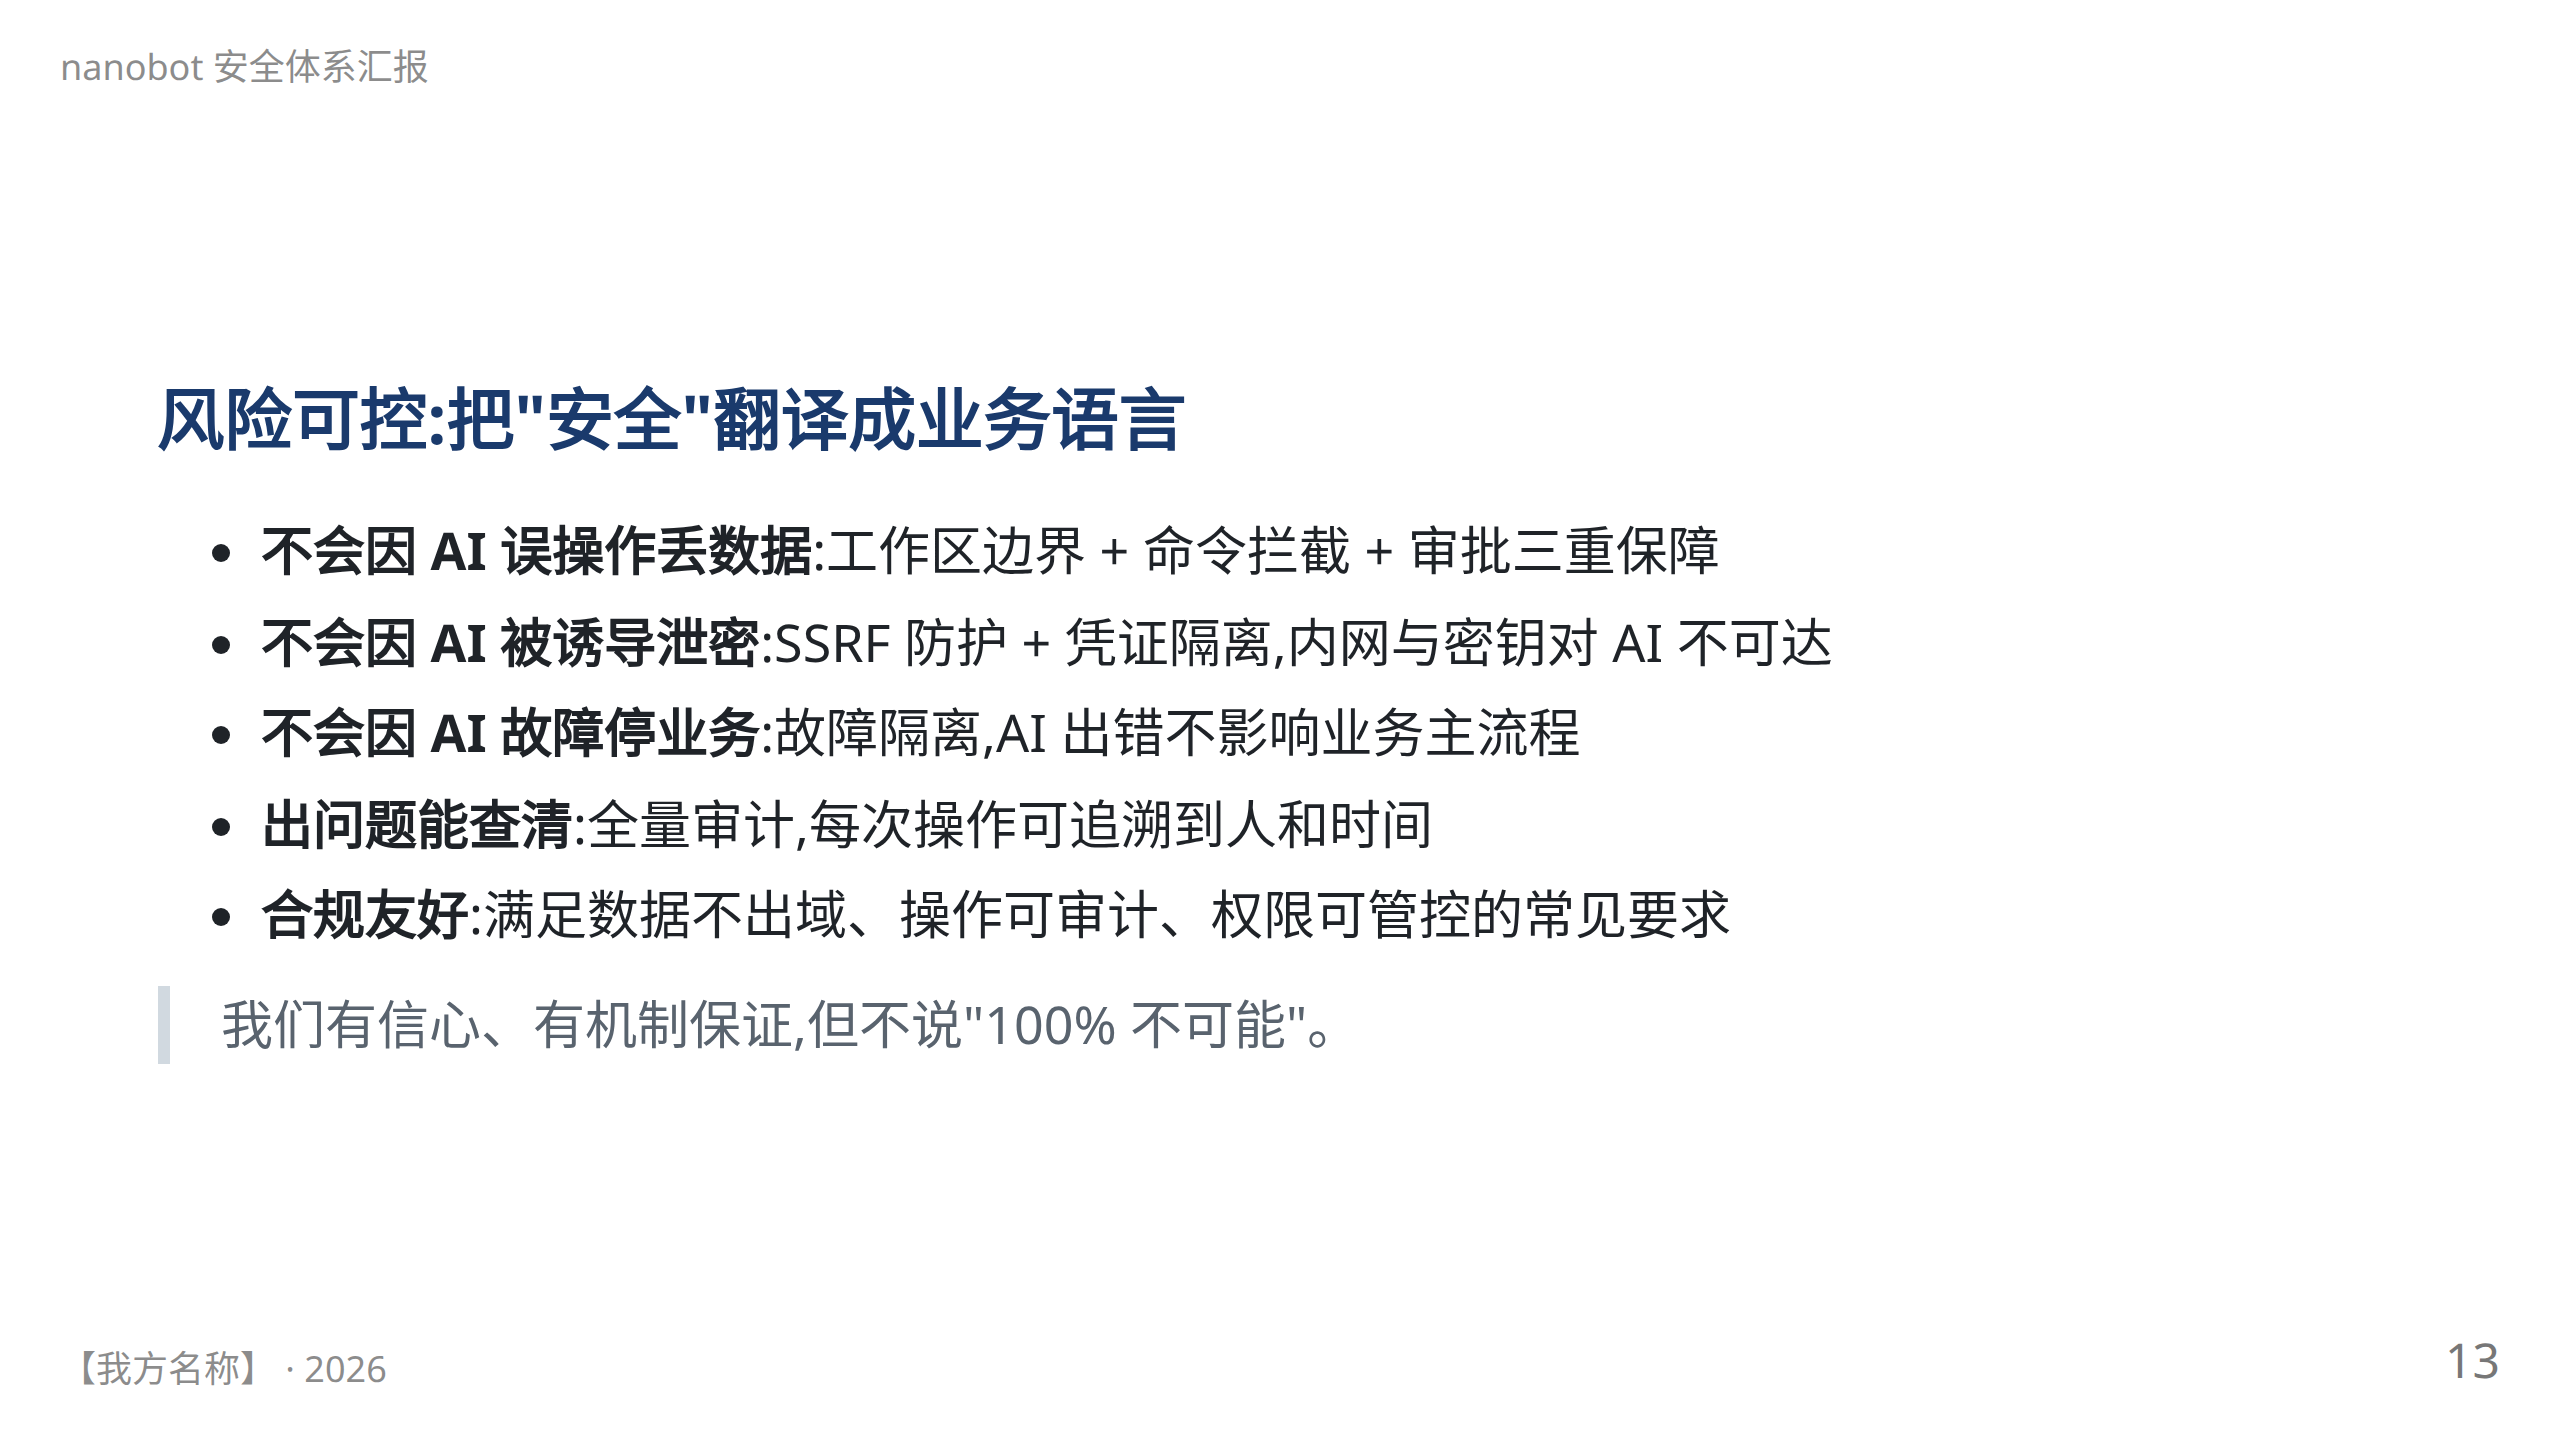 nanobot 安全体系汇报
风险可控:把"安全"翻译成业务语言
• 不会因 AI 误操作丢数据:工作区边界 + 命令拦截 + 审批三重保障
• 不会因 AI 被诱导泄密:SSRF 防护 + 凭证隔离,内网与密钥对 AI 不可达
• 不会因 AI 故障停业务:故障隔离,AI 出错不影响业务主流程
• 出问题能查清:全量审计,每次操作可追溯到人和时间
• 合规友好:满足数据不出域、操作可审计、权限可管控的常见要求
我们有信心、有机制保证,但不说"100% 不可能"。
【我方名称】 · 2026
13